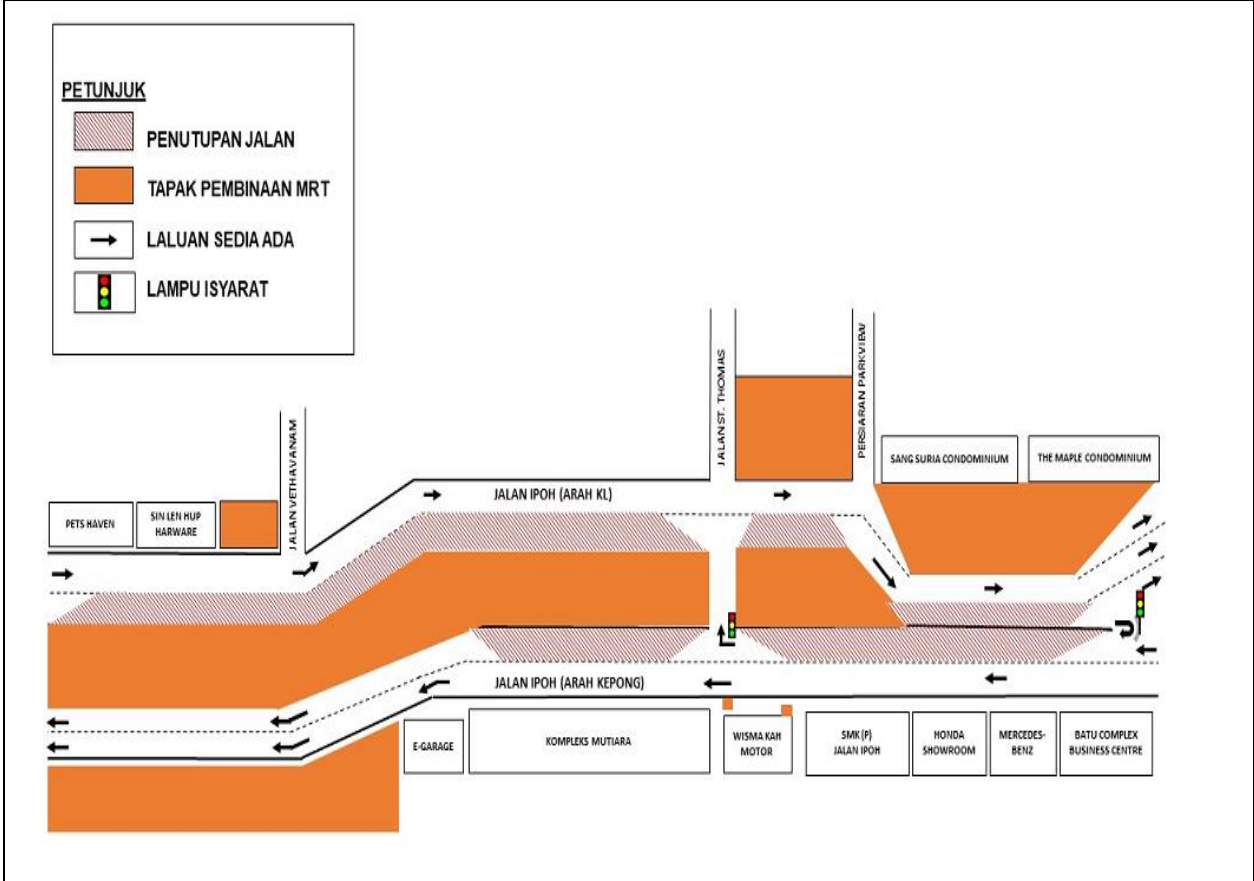 PETUNJUK
PENUTUPAN JALAN
TAPAK PEMBINAAN MRT
LALUAN SEDIA ADA
LAMPU ISYARAT
JALAN VETHAVANAM
JALAN ST. THOMAS
PERSIARAN PARKVIEW
PETS HAVEN
SIN LEN HUP
HARWARE
SANG SURIA CONDOMINIUM
THE MAPLE CONDOMINIUM
JALAN IPOH (ARAH KL)
JALAN IPOH (ARAH KEPONG)
E-GARAGE
KOMPLEKS MUTIARA
WISMA KAH
MOTOR
SMK (P)
JALAN IPOH
HONDA
SHOWROOM
MERCEDES-
BENZ
BATU COMPLEX
BUSINESS CENTRE